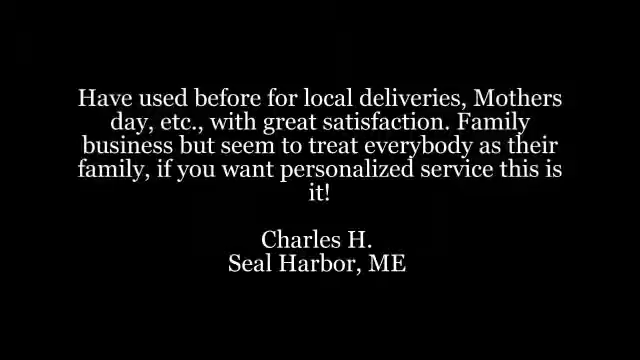 Have used before for local deliveries, Mothers
day, etc., with great satisfaction. Family
business but seem to treat everybody as their
family, if you want personalized service this is
it!
Charles H.
Seal Harbor, ME